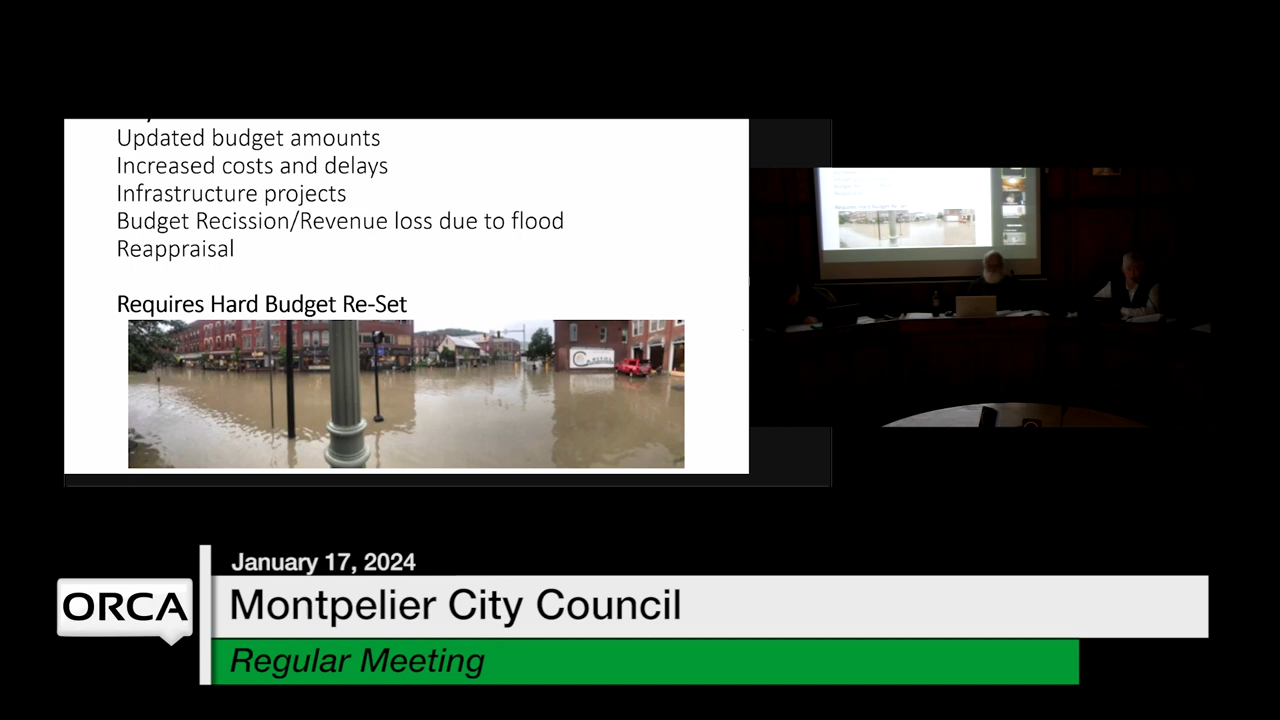 Updated budget amounts
Increased costs and delays
Infrastructure projects
Budget Recission/Revenue loss due to flood
Reappraisal
Requires Hard Budget Re-Set
January 17, 2024
ORCA
Montpelier City Council
Regular Meeting